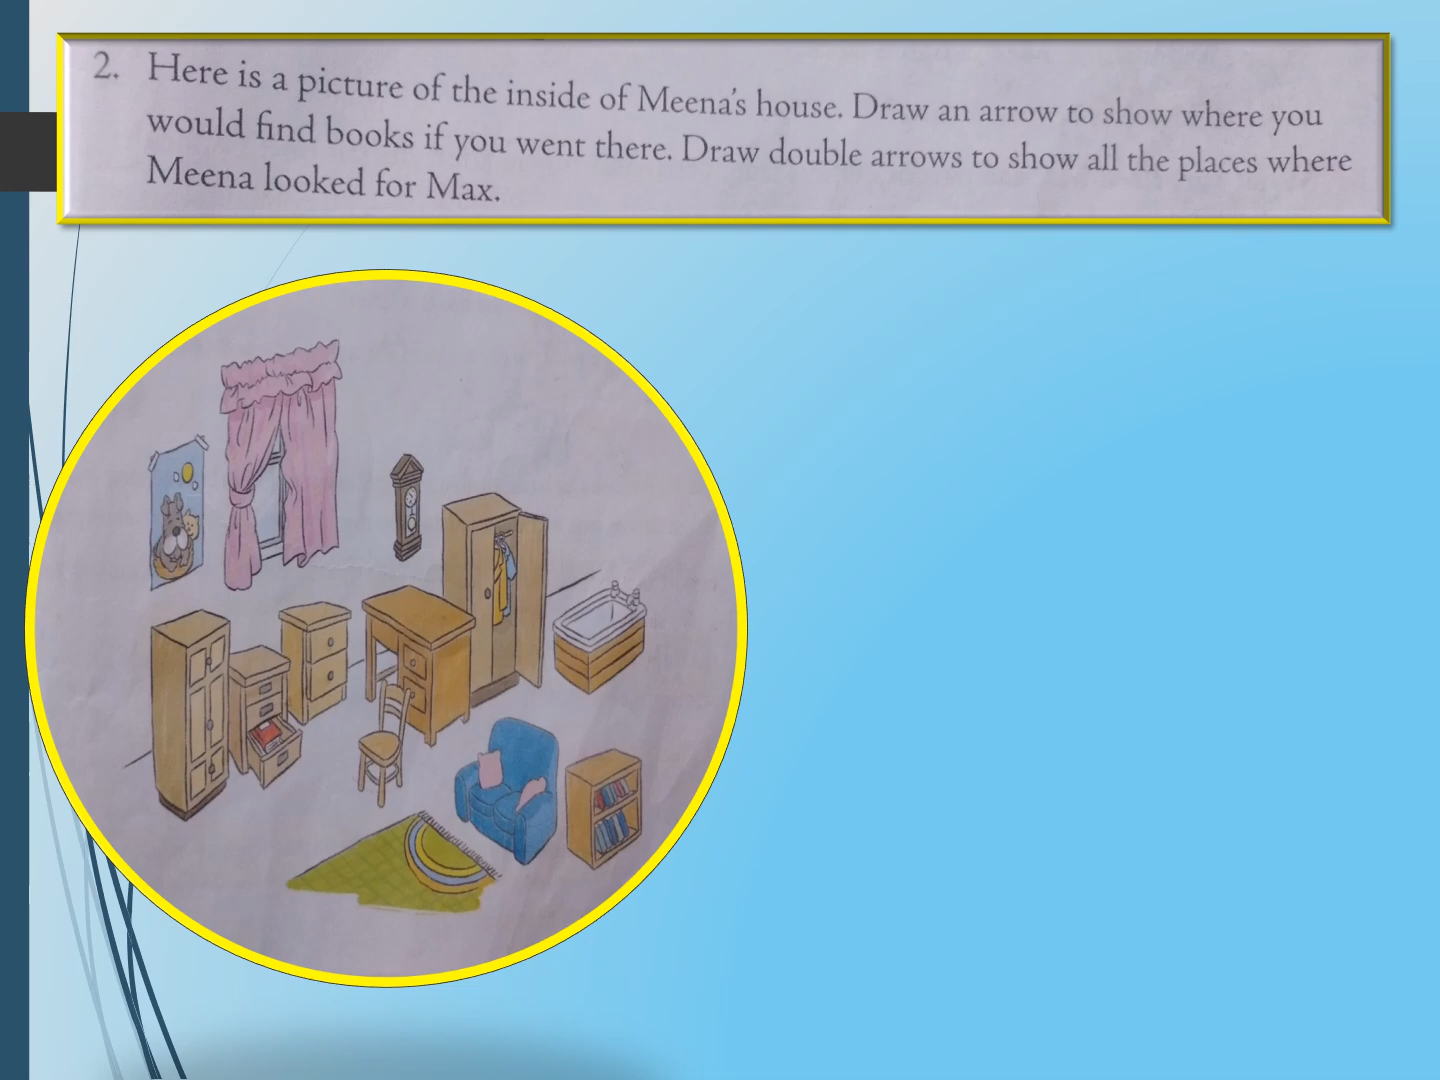 2. Here is a picture of the inside of Meena's house. Draw an arrow to show where you
would find books if you went there. Draw double arrows to show all the places where
Meena looked for Max.